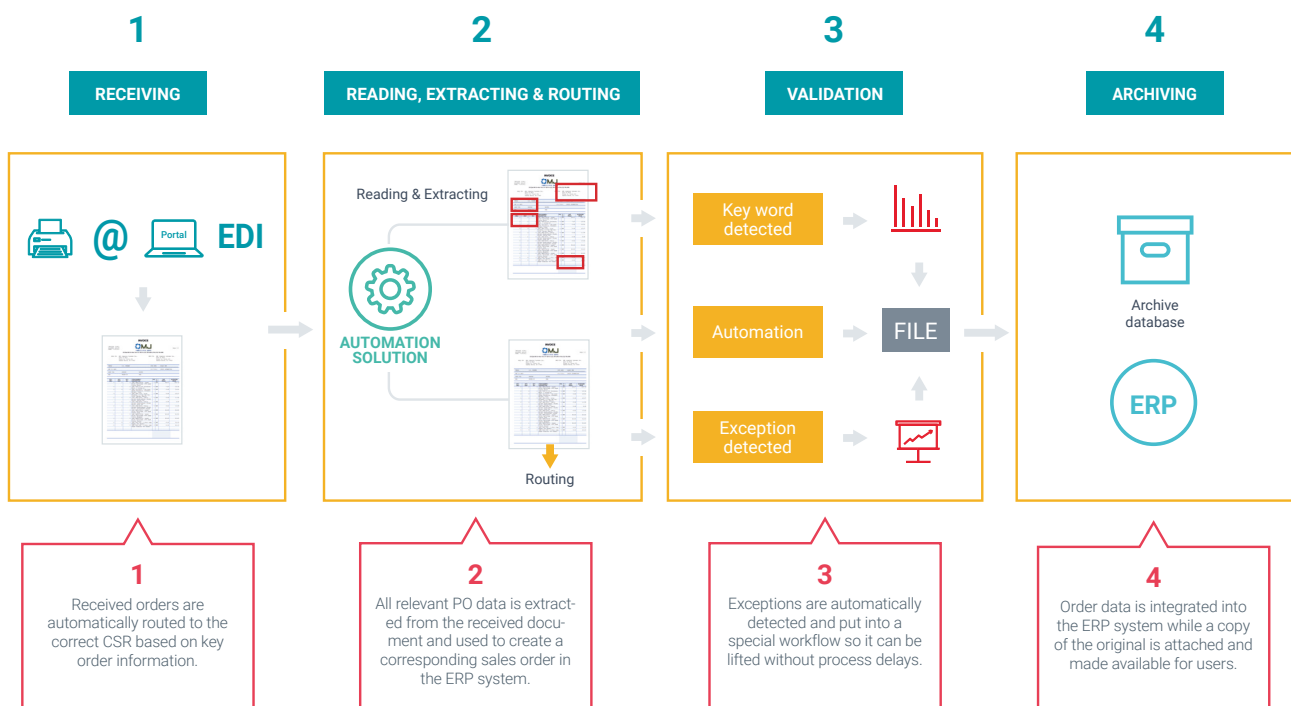 1
RECEIVING
2
READING, EXTRACTING & ROUTING
3
VALIDATION
4
ARCHIVING
@
Portal
EDI
Reading & Extracting
INVOICE
AUTOMATION
SOLUTION
INVOICE
Routing
Key word
detected
Automation
FILE
Exception
detected
Archive
database
ERP
1
Received orders are
automatically routed to the
correct CSR based on key
order information.
2
All relevant PO data is extract-
ed from the received docu-
ment and used to create a
corresponding sales order in
the ERP system.
3
Exceptions are automatically
detected and put into a
special workflow so it can be
lifted without process delays.
4
Order data is integrated into
the ERP system while a copy
of the original is attached and
made available for users.